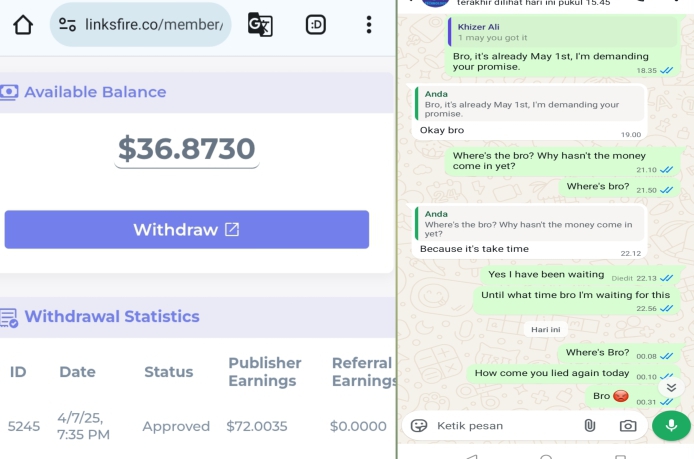 linksfire.co/member/
:D
Available Balance
$36.8730
Withdraw
Withdrawal Statistics
ID Date Status Publisher Earnings Referral Earnings
5245 4/7/25, 7:35 PM Approved $72.0035 $0.0000
terakhir dilihat hari ini pukul 15.45
Khizer Ali
1 may you got it
Bro, it's already May 1st, I'm demanding
your promise.
18.35
Anda
Bro, it's already May 1st, I'm demanding your
promise.
Okay bro
19.00
Where's the bro? Why hasn't the money
come in yet?
21.10
Where's bro? 21.50
Anda
Where's the bro? Why hasn't the money come in
yet?
Because it's take time
22.12
Yes I have been waiting Diedit 22.13
Until what time bro I'm waiting for this
22.56
Hari ini
Where's Bro? 00.08
How come you lied again today 00.10
Bro 😡 00.31
Ketik pesan